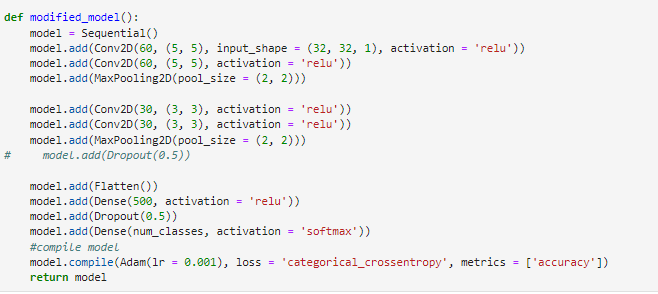 def modified_model():
    model = Sequential()
    model.add(Conv2D(60, (5, 5), input_shape = (32, 32, 1), activation = 'relu'))
    model.add(Conv2D(60, (5, 5), activation = 'relu'))
    model.add(MaxPooling2D(pool_size = (2, 2)))

    model.add(Conv2D(30, (3, 3), activation = 'relu'))
    model.add(Conv2D(30, (3, 3), activation = 'relu'))
    model.add(MaxPooling2D(pool_size = (2, 2)))
#     model.add(Dropout(0.5))

    model.add(Flatten())
    model.add(Dense(500, activation = 'relu'))
    model.add(Dropout(0.5))
    model.add(Dense(num_classes, activation = 'softmax'))
    #compile model
    model.compile(Adam(lr = 0.001), loss = 'categorical_crossentropy', metrics = ['accuracy'])
    return model